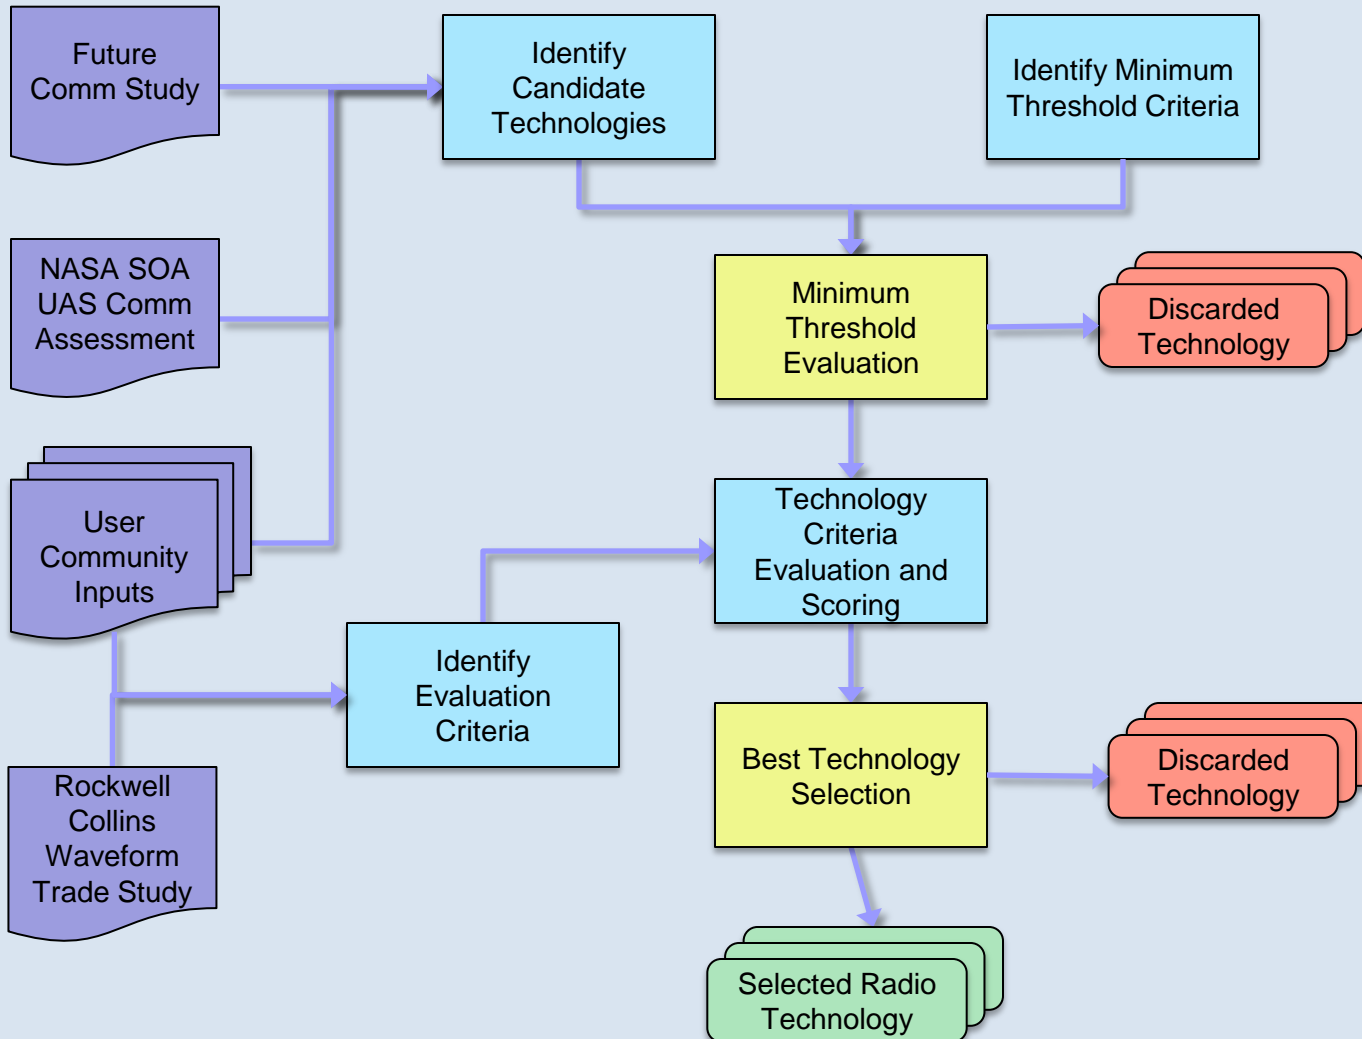 Future
Comm Study
Identify
Candidate
Technologies
Identify Minimum
Threshold Criteria
NASA SOA
UAS Comm
Assessment
Minimum
Threshold
Evaluation
Discarded
Technology
User
Community
Inputs
Technology
Criteria
Evaluation and
Scoring
Identify
Evaluation
Criteria
Rockwell
Collins
Waveform
Trade Study
Best Technology
Selection
Discarded
Technology
Selected Radio
Technology